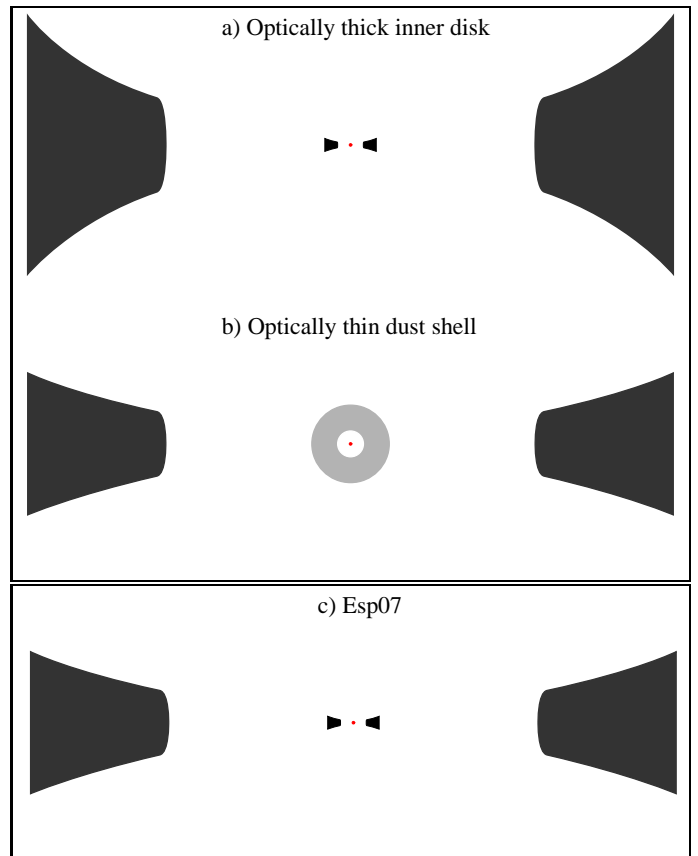 a) Optically thick inner disk
b) Optically thin dust shell
c) Esp07